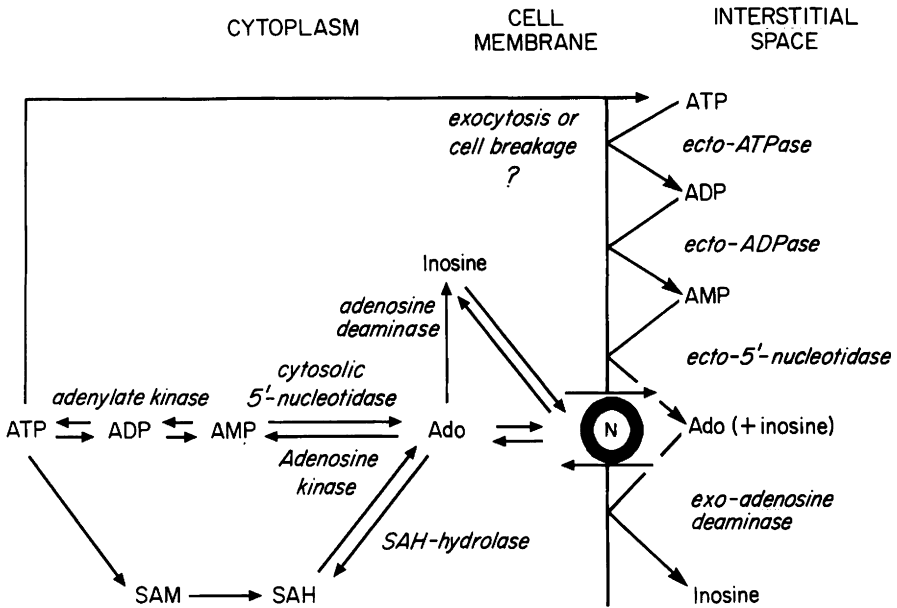 CYTOPLASM
CELL
MEMBRANE
INTERSTITIAL
SPACE
exocytosis or
cell breakage
?
ATP
ecto-ATPase
ADP
ecto-ADPase
AMP
ecto-5'-nucleotidase
Inosine
adenosine
deaminase
cytosolic
5'-nucleotidase
adenylate kinase
ATP
ADP
AMP
Ado
N
Ado (+inosine)
Adenosine
kinase
SAH-hydrolase
exo-adenosine
deaminase
SAM
SAH
Inosine